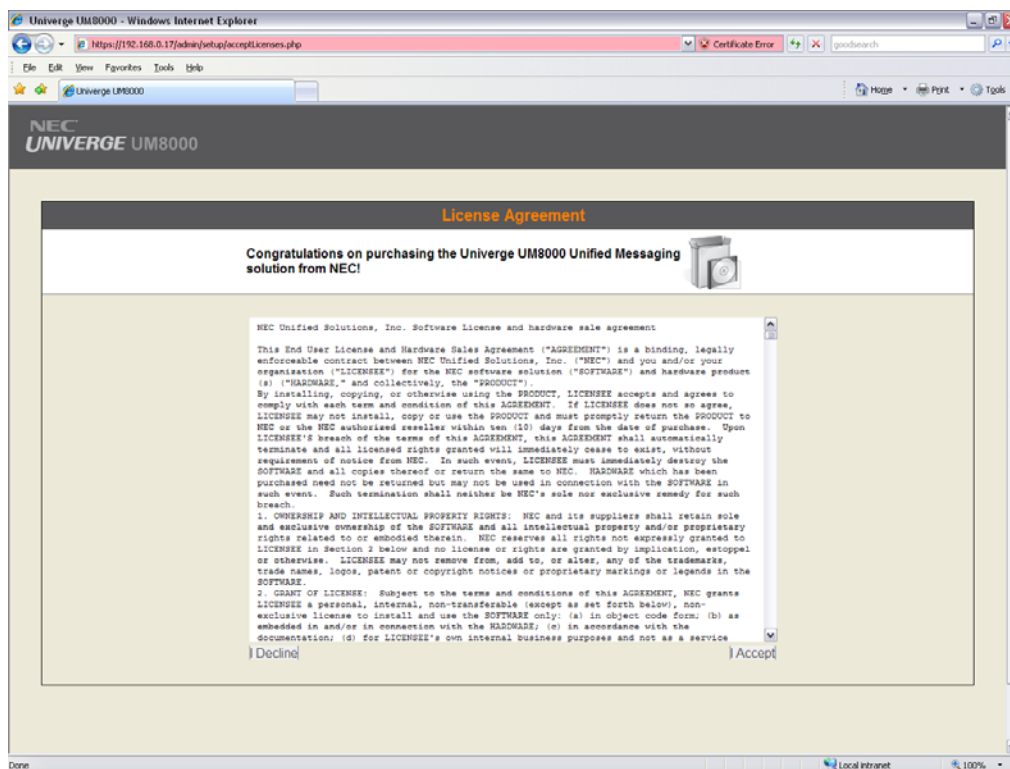 Univerge UM8000 - Windows Internet Explorer
https://192.168.0.17/admin/setup/acceptLicenses.php
Certificate Error
goodsearch
File Edit View Favorites Tools Help
Univerge UM8000
Home Print Tools
NEC
UNIVERGE UM8000
License Agreement
Congratulations on purchasing the Univerge UM8000 Unified Messaging
solution from NEC!
NEC Unified Solutions, Inc. Software License and hardware sale agreement
This End User License and Hardware Sales Agreement ("AGREEMENT") is a binding, legally
enforceable contract between NEC Unified Solutions, Inc. ("NEC") and you and/or your
organization ("LICENSEE") for the NEC software solution ("SOFTWARE") and hardware product
(s) ("HARDWARE," and collectively, the "PRODUCT").
By installing, copying, or otherwise using the PRODUCT, LICENSEE accepts and agrees to
comply with each term and condition of this AGREEMENT. If LICENSEE does not so agree,
LICENSEE may not install, copy or use the PRODUCT and must promptly return the PRODUCT to
NEC or the NEC authorized reseller within ten (10) days from the date of purchase. Upon
LICENSEE'S breach of the terms of this AGREEMENT, this AGREEMENT shall automatically
terminate and all licensed rights granted will immediately cease to exist, without
requirement of notice from NEC. In such event, LICENSEE must immediately destroy the
SOFTWARE and all copies thereof or return the same to NEC. HARDWARE which has been
purchased need not be returned but may not be used in connection with the SOFTWARE in
such event. Such termination shall neither be NEC's sole nor exclusive remedy for such
breach.
1. OWNERSHIP AND INTELLECTUAL PROPERTY RIGHTS: NEC and its suppliers shall retain sole
and exclusive ownership of the SOFTWARE and all intellectual property and/or proprietary
rights related to or embodied therein. NEC reserves all rights not expressly granted to
LICENSEE in Section 2 below and no license or rights are granted by implication, estoppel
or otherwise. LICENSEE may not remove from, add to, or alter, any of the trademarks,
trade names, logos, patent or copyright notices or proprietary markings or legends in the
SOFTWARE.
2. GRANT OF LICENSE: Subject to the terms and conditions of this AGREEMENT, NEC grants
LICENSEE a personal, internal, non-transferable (except as set forth below), non-
exclusive license to install and use the SOFTWARE only: (a) in object code form; (b) as
embedded in and/or in connection with the HARDWARE; (c) in accordance with the
documentation; (d) for LICENSEE's own internal business purposes and not as a service
I Decline I Accept
Done Local intranet 100%